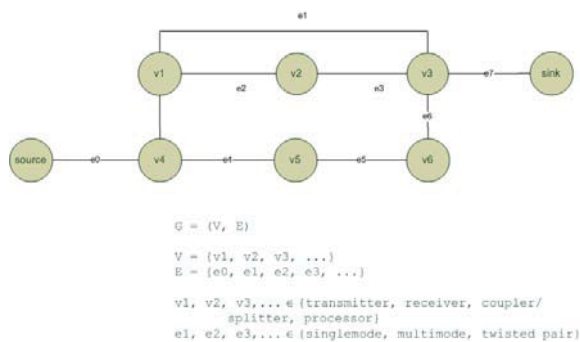 e1
v1
v2
v3
sink
e2
e3
e7
e6
source
v4
v5
v6
e0
e1
e5
G = (V, E)
V = {v1, v2, v3, ...}
E = {e0, e1, e2, e3, ...}
v1, v2, v3,... ∈ {transmitter, receiver, coupler/
splitter, processor}
e1, e2, e3,... ∈ {singlemode, multimode, twisted pair}